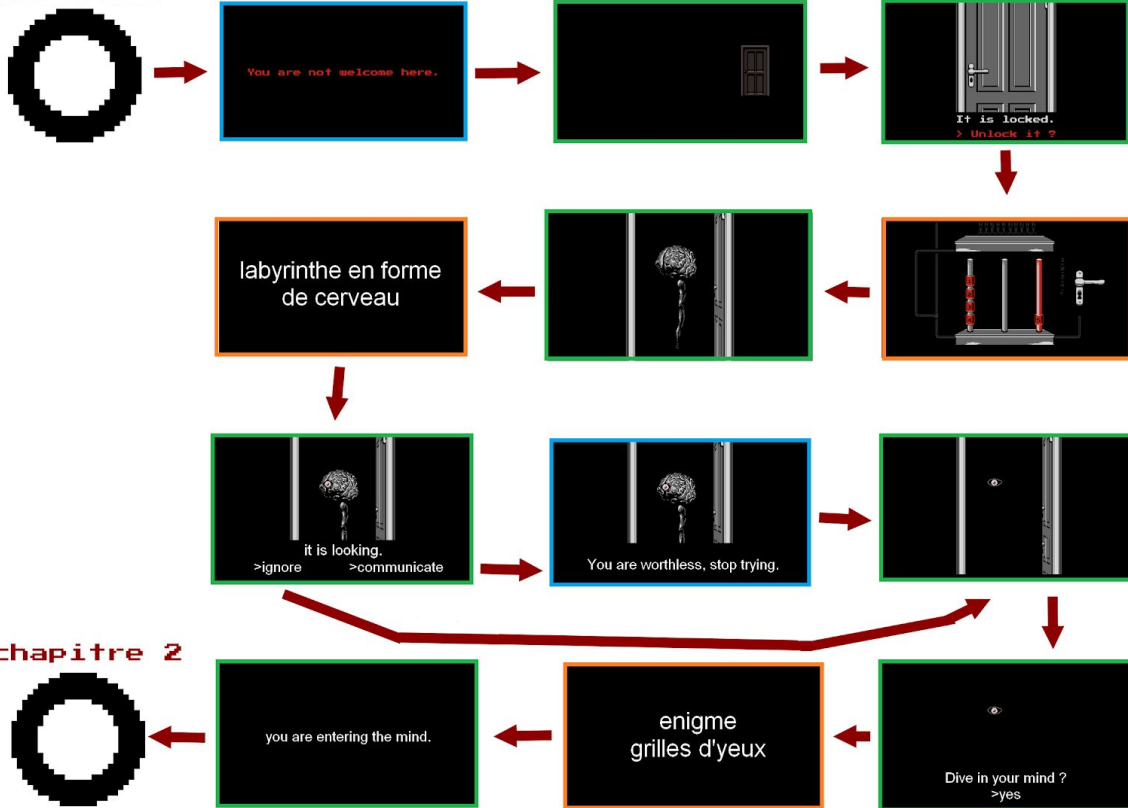 You are not welcome here.
It is locked.
> Unlock it ?
labyrinthe en forme
de cerveau
it is looking.
>ignore >communicate
You are worthless, stop trying.
chapitre 2
you are entering the mind.
enigme
grilles d'yeux
Dive in your mind ?
>yes